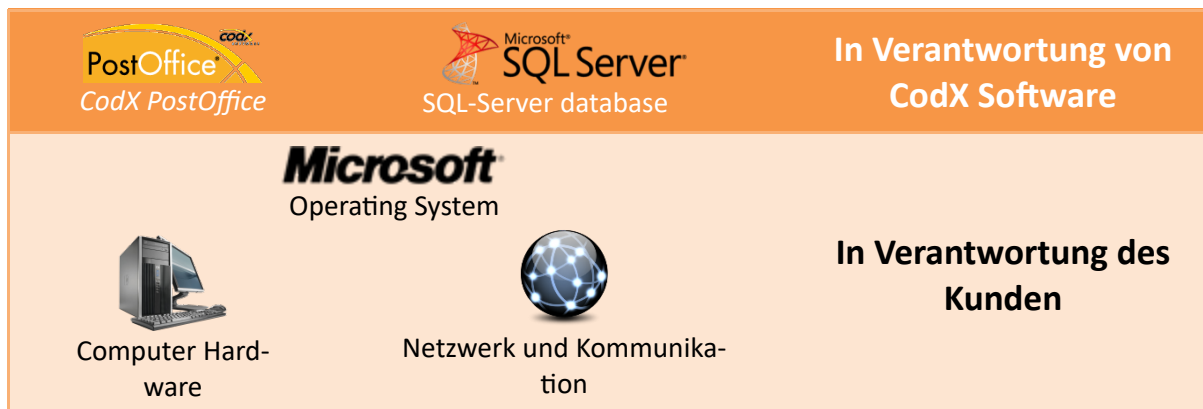 codx
PostOffice
CodX PostOffice
Microsoft®
SQL Server®
SQL-Server database
In Verantwortung von
CodX Software
Microsoft
Operating System
Computer Hard-
ware
Netzwerk und Kommunika-
tion
In Verantwortung des
Kunden